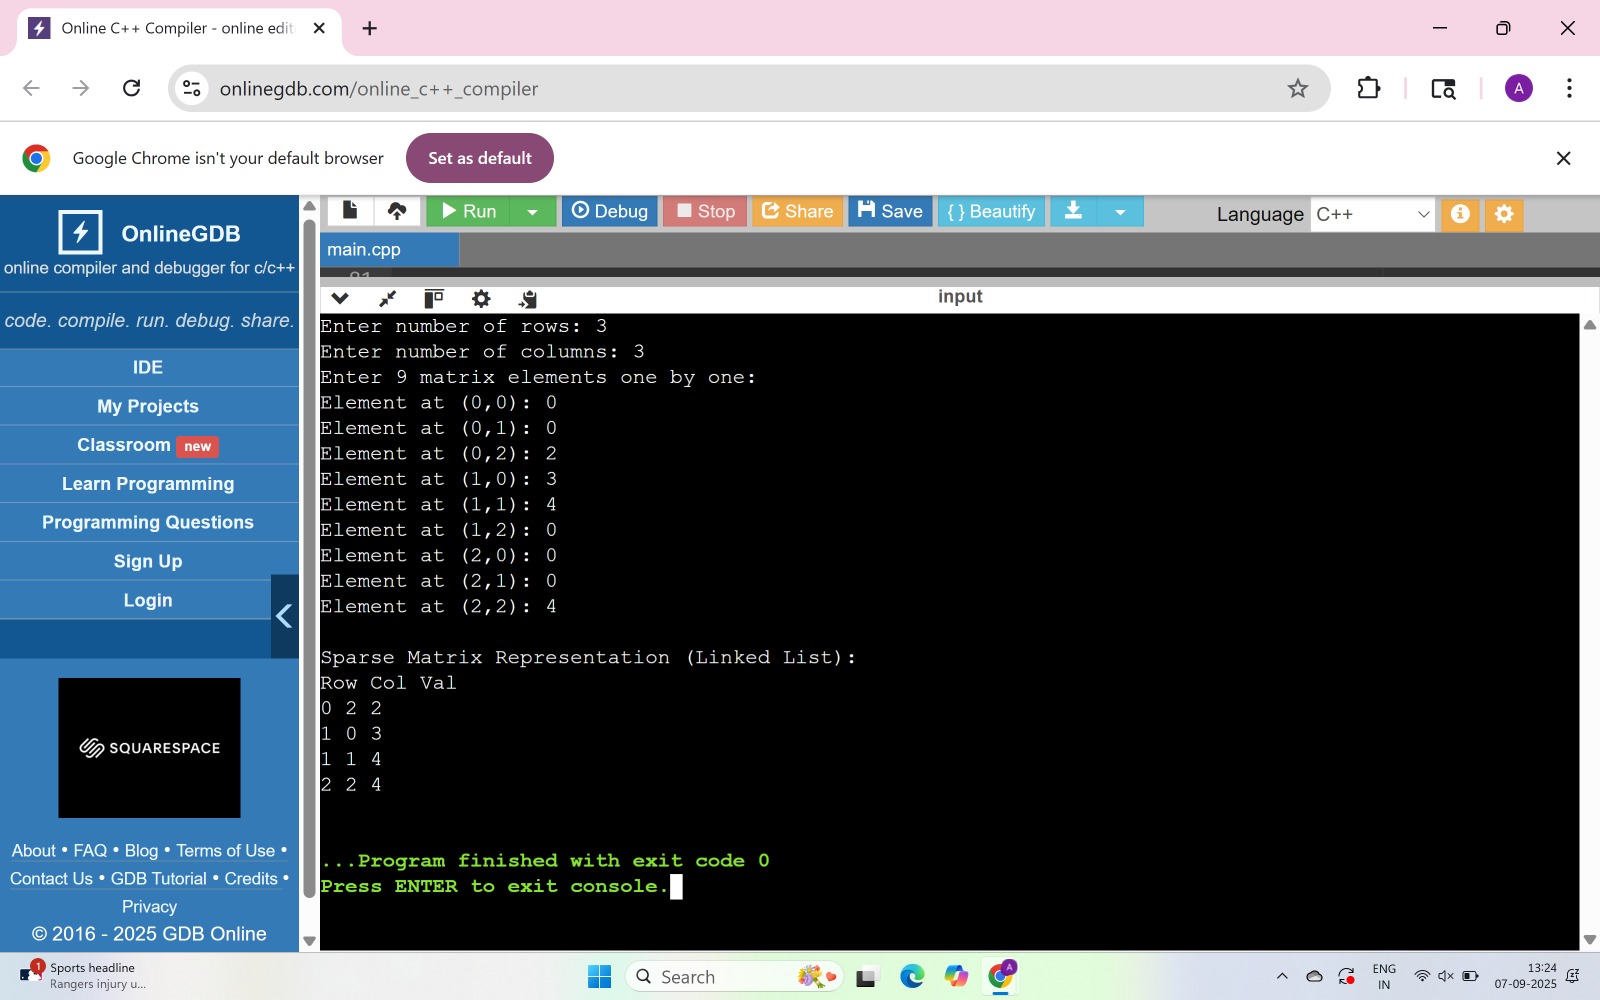 Online C++ Compiler - online edit
onlinegdb.com/online_c++_compiler
A
Google Chrome isn't your default browser
Set as default
OnlineGDB
online compiler and debugger for c/c++
code. compile. run. debug. share.
IDE
My Projects
Classroom new
Learn Programming
Programming Questions
Sign Up
Login
SQUARESPACE
About • FAQ • Blog • Terms of Use •
Contact Us • GDB Tutorial • Credits •
Privacy
© 2016 - 2025 GDB Online
Run Debug Stop Share Save { } Beautify Language C++
main.cpp
input
Enter number of rows: 3
Enter number of columns: 3
Enter 9 matrix elements one by one:
Element at (0,0): 0
Element at (0,1): 0
Element at (0,2): 2
Element at (1,0): 3
Element at (1,1): 4
Element at (1,2): 0
Element at (2,0): 0
Element at (2,1): 0
Element at (2,2): 4
Sparse Matrix Representation (Linked List):
Row Col Val
0 2 2
1 0 3
1 1 4
2 2 4
...Program finished with exit code 0
Press ENTER to exit console.
1
Sports headline
Rangers injury u...
Search
A
ENG
IN
13:24
07-09-2025